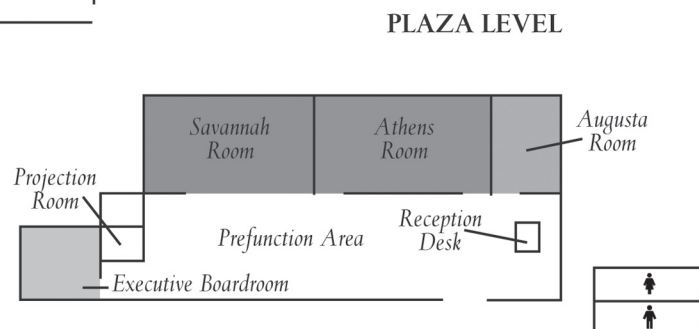 PLAZA LEVEL
Savannah
Room
Athens
Room
Augusta
Room
Projection
Room
Prefunction Area
Reception
Desk
Executive Boardroom